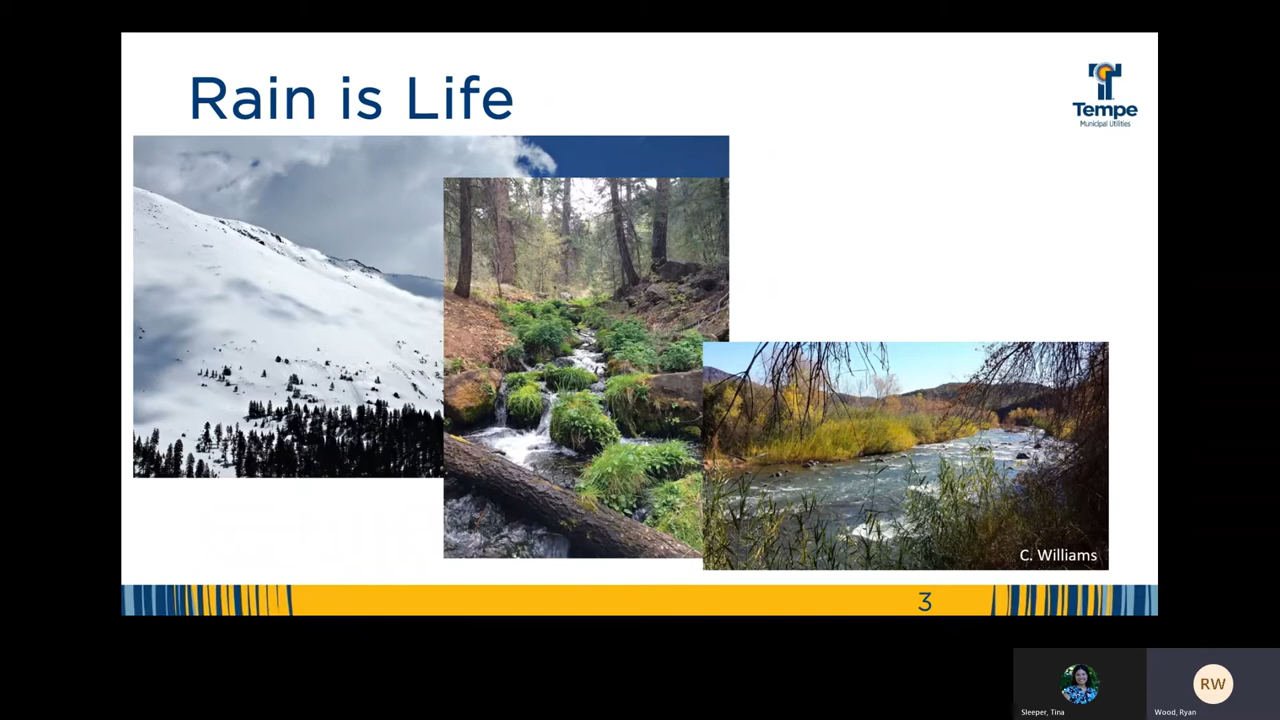 Rain is Life
Tempe
Municipal Utilities
C. Williams
3
RW
Sleeper, Tina
Wood, Ryan